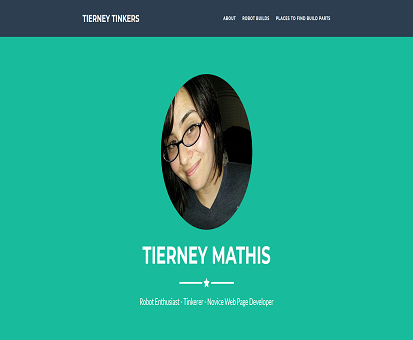 TIERNEY TINKERS
ABOUT ROBOT BUILDS PLACES TO FIND BUILD PARTS
TIERNEY MATHIS
Robot Enthusiast - Tinkerer - Novice Web Page Developer